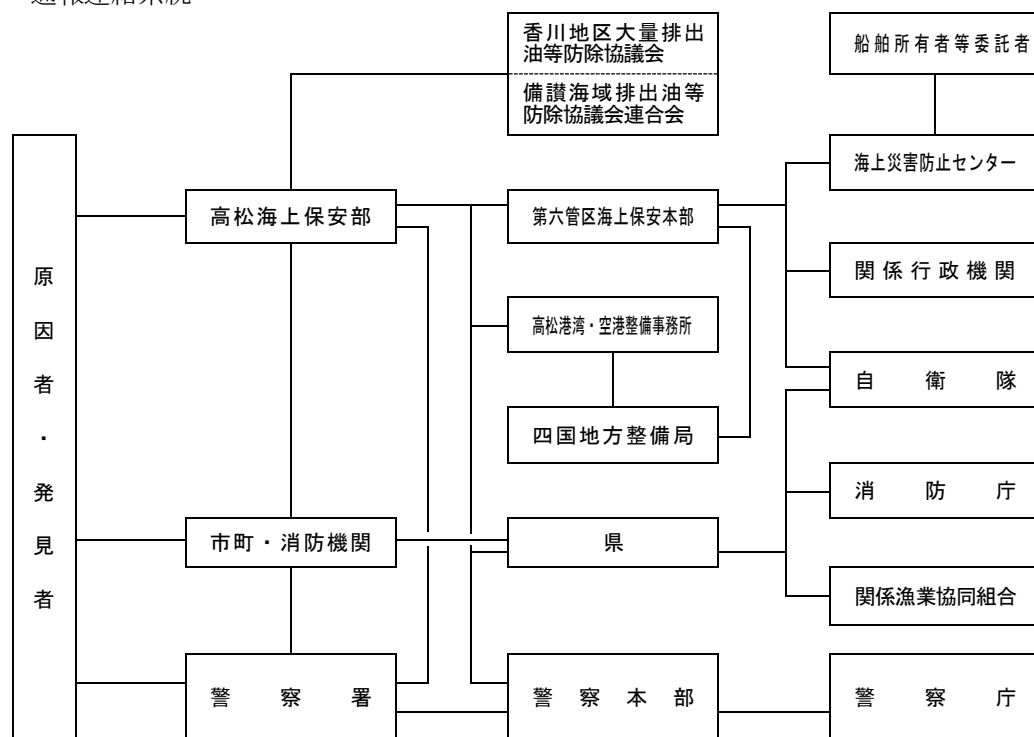 通報連絡系統
香川地区大量排出
油等防除協議会
備讃海域排出油等
防除協議会連合会
船舶所有者等委託者
海上災害防止センター
高松海上保安部
第六管区海上保安本部
関係行政機関
高松港湾・空港整備事務所
自衛隊
四国地方整備局
原因者・発見者
消防庁
市町・消防機関
県
関係漁業協同組合
警察署
警察本部
警察庁